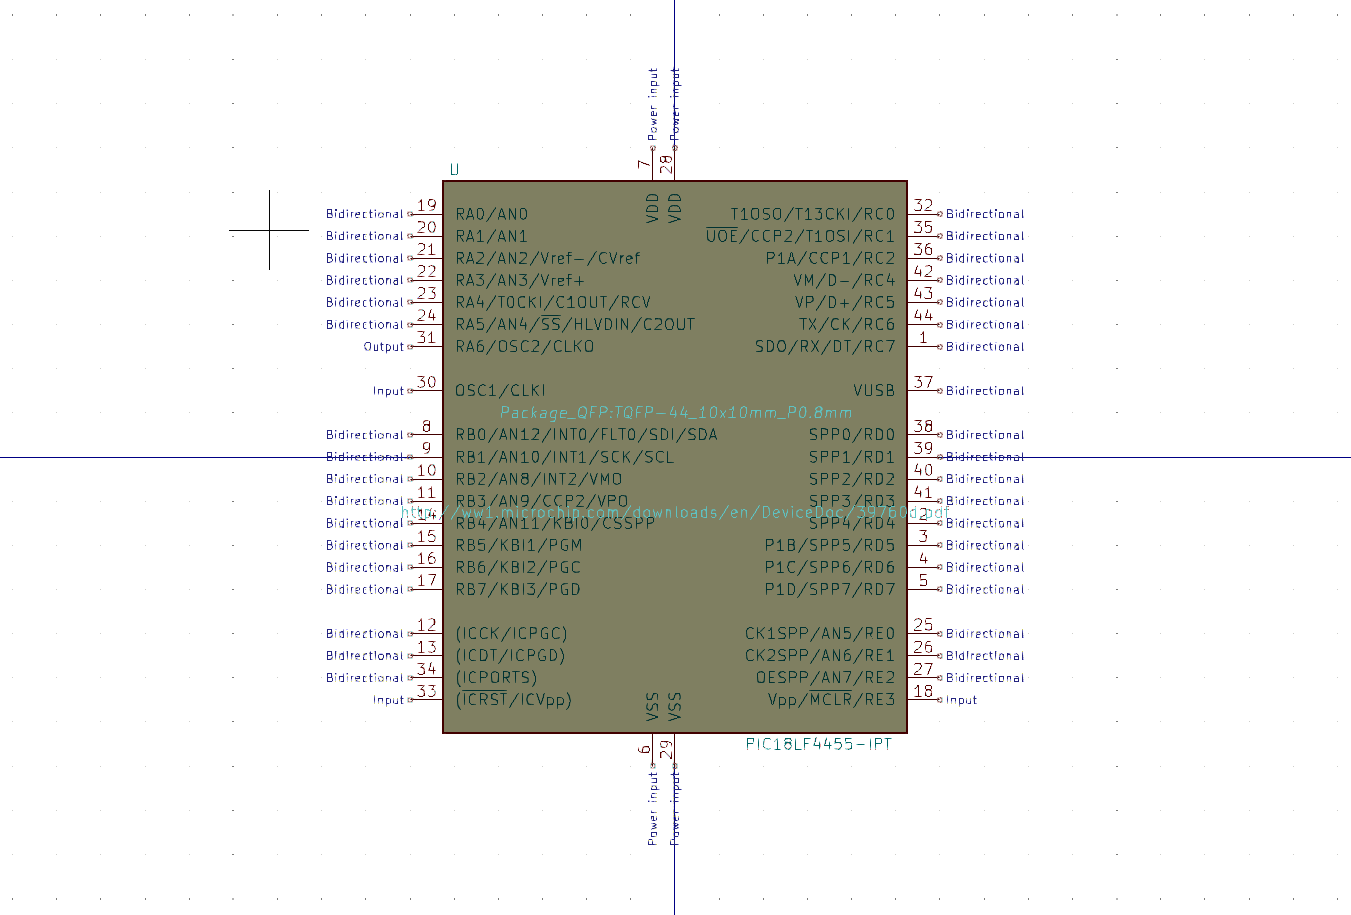 Power input Power input
7 28
U
VDD VDD
Bidirectional 19 RA0/AN0 T1OSO/T13CKI/RC0 32 Bidirectional
Bidirectional 20 RA1/AN1 UOE/CCP2/T1OSI/RC1 35 Bidirectional
Bidirectional 21 RA2/AN2/Vref-/CVref P1A/CCP1/RC2 36 Bidirectional
Bidirectional 22 RA3/AN3/Vref+ VM/D-/RC4 42 Bidirectional
Bidirectional 23 RA4/T0CKI/C1OUT/RCV VP/D+/RC5 43 Bidirectional
Bidirectional 24 RA5/AN4/SS/HLVDIN/C2OUT TX/CK/RC6 44 Bidirectional
Output 31 RA6/OSC2/CLKO SDO/RX/DT/RC7 1 Bidirectional
Input 30 OSC1/CLKI VUSB 37 Bidirectional
Package_QFP:TQFP-44_10x10mm_P0.8mm
Bidirectional 8 RB0/AN12/INT0/FLT0/SDI/SDA SPP0/RD0 38 Bidirectional
Bidirectional 9 RB1/AN10/INT1/SCK/SCL SPP1/RD1 39 Bidirectional
Bidirectional 10 RB2/AN8/INT2/VMO SPP2/RD2 40 Bidirectional
Bidirectional 11 RB3/AN9/CCP2/VPO SPP3/RD3 41 Bidirectional
http://ww1.microchip.com/downloads/en/DeviceDoc/39760d.pdf
Bidirectional 14 RB4/AN11/KBI0/CSSPP SPP4/RD4 2 Bidirectional
Bidirectional 15 RB5/KBI1/PGM P1B/SPP5/RD5 3 Bidirectional
Bidirectional 16 RB6/KBI2/PGC P1C/SPP6/RD6 4 Bidirectional
Bidirectional 17 RB7/KBI3/PGD P1D/SPP7/RD7 5 Bidirectional
Bidirectional 12 (ICCK/ICPGC) CK1SPP/AN5/RE0 25 Bidirectional
Bidirectional 13 (ICDT/ICPGD) CK2SPP/AN6/RE1 26 Bidirectional
Bidirectional 34 (ICPORTS) OESPP/AN7/RE2 27 Bidirectional
Input 33 (ICRST/ICVpp) Vpp/MCLR/RE3 18 Input
VSS VSS
6 29
PIC18LF4455-IPT
Power input Power input